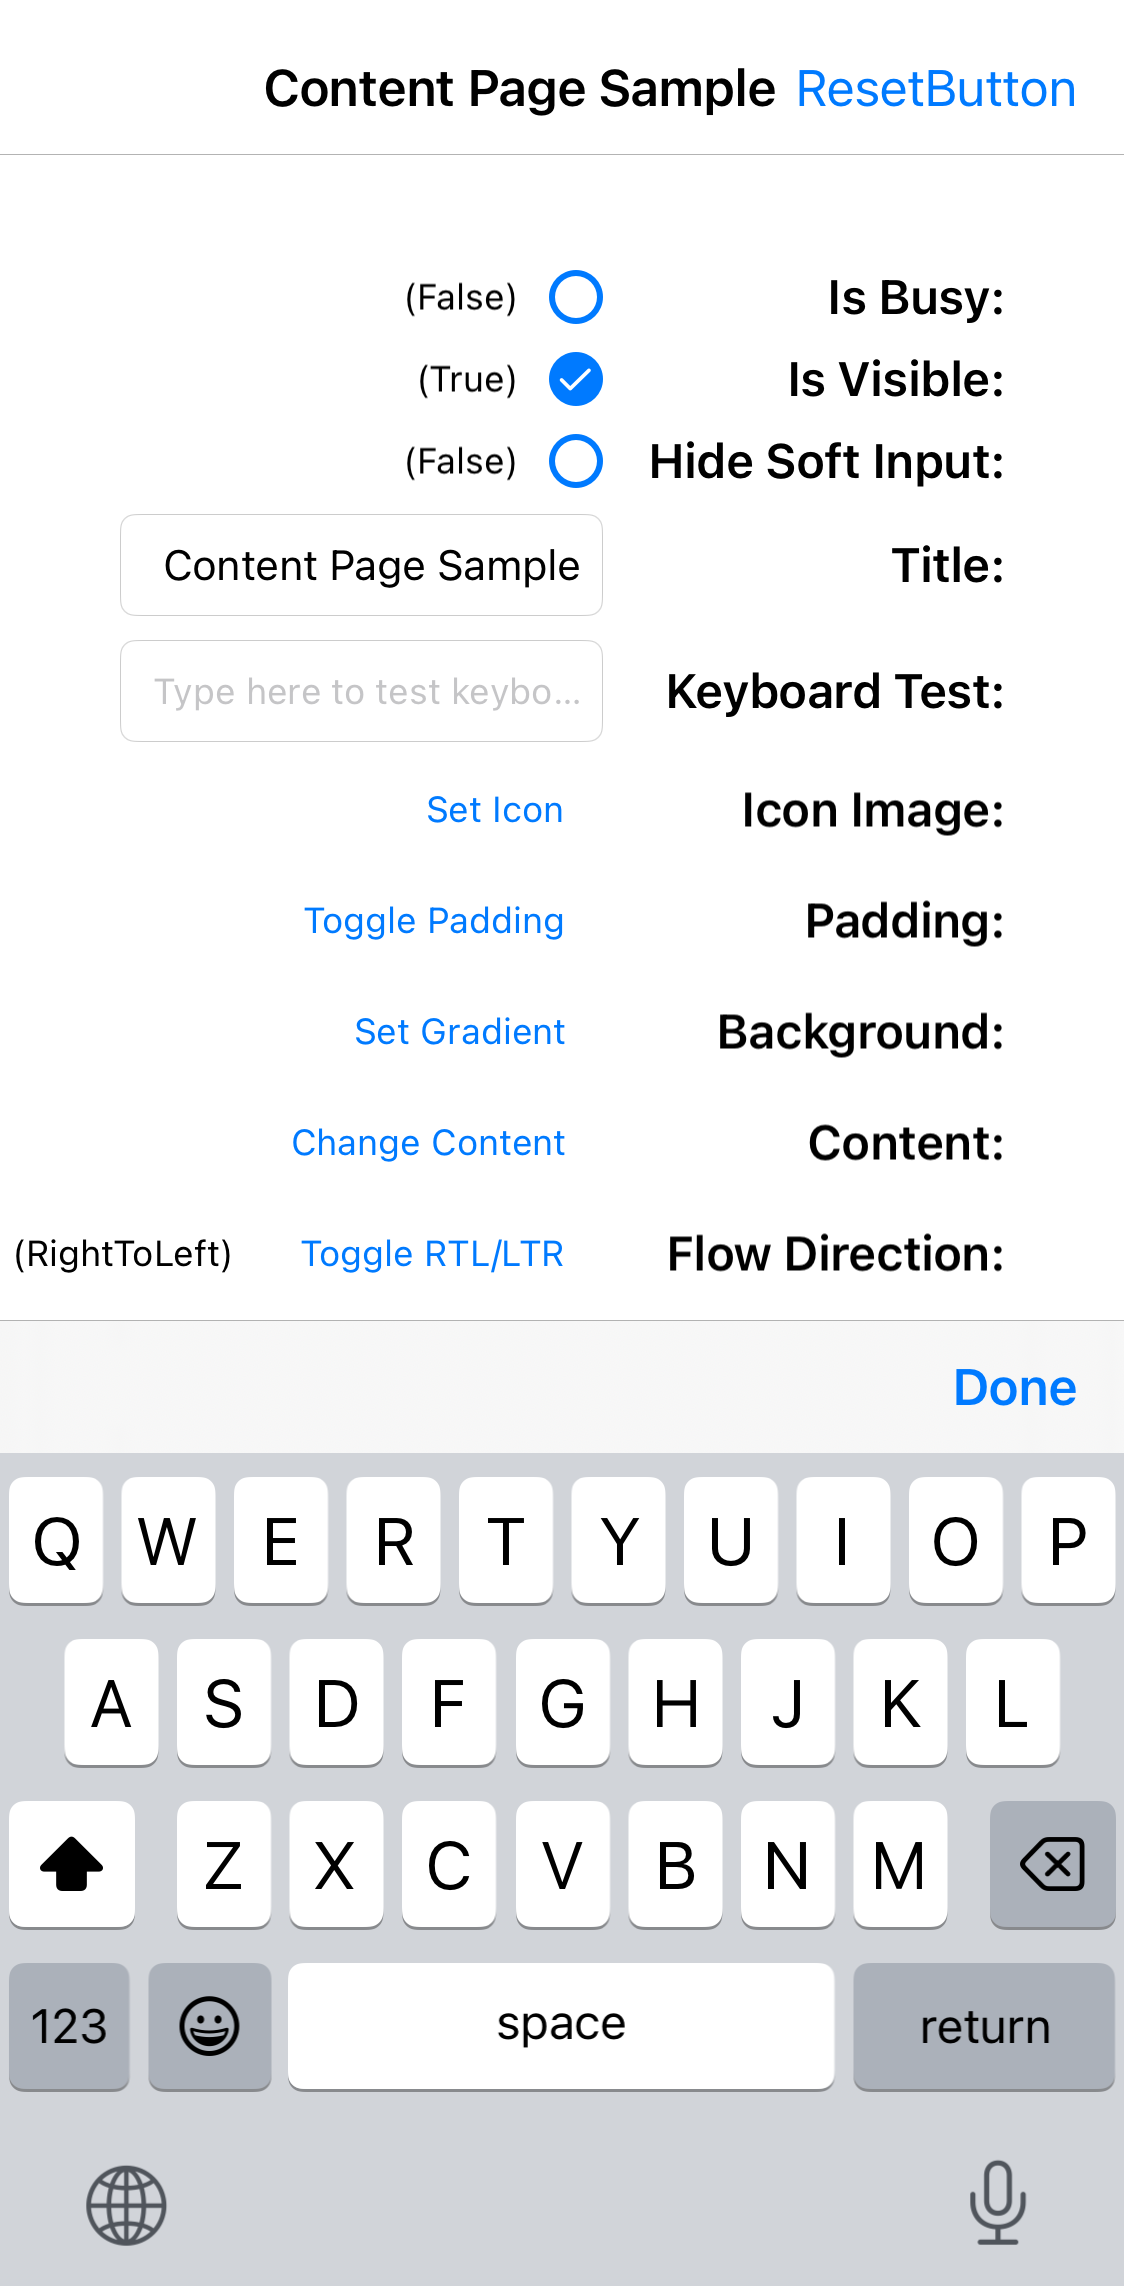 Content Page Sample ResetButton
Is Busy: (False)
Is Visible: (True)
Hide Soft Input: (False)
Title: Content Page Sample
Keyboard Test: Type here to test keybo...
Icon Image: Set Icon
Padding: Toggle Padding
Background: Set Gradient
Content: Change Content
Flow Direction: Toggle RTL/LTR (RightToLeft)
Done
Q W E R T Y U I O P
A S D F G H J K L
Z X C V B N M
123 space return